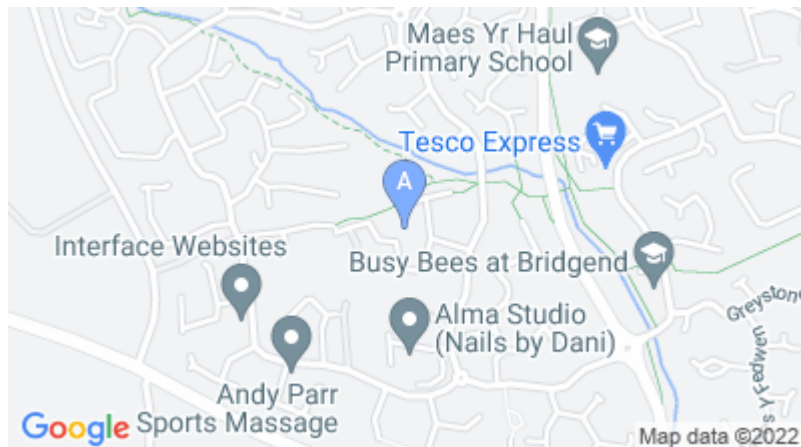 Maes Yr Haul
Primary School
Tesco Express
A
Interface Websites
Busy Bees at Bridgend
Greystone
Alma Studio
(Nails by Dani)
s Y Fedwen
Andy Parr
Sports Massage
Google
Map data ©2022